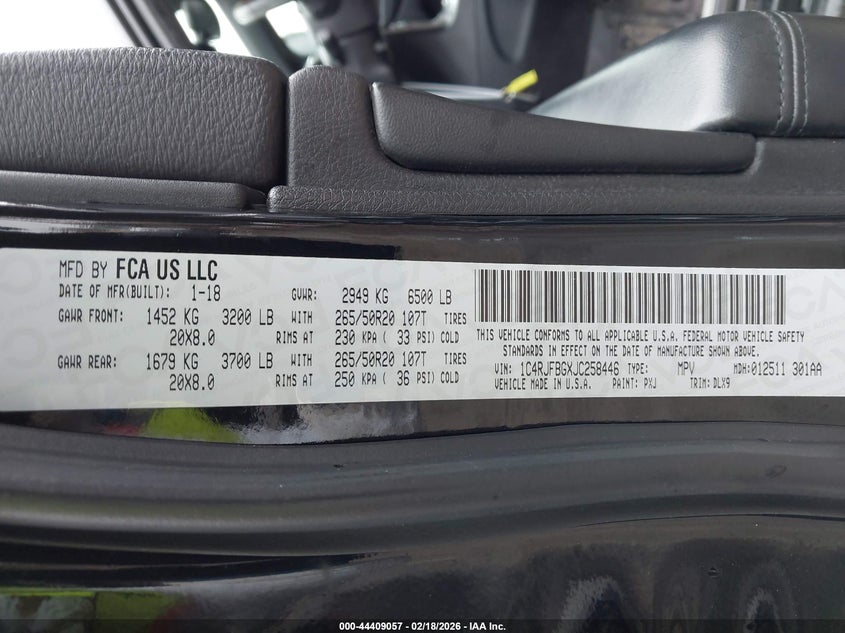 MFD BY FCA US LLC
DATE OF MFR(BUILT): 1-18 GVWR: 2949 KG 6500 LB
GAWR FRONT: 1452 KG 3200 LB WITH 265/50R20 107T TIRES
20X8.0 RIMS AT 230 KPA ( 33 PSI) COLD
GAWR REAR: 1679 KG 3700 LB WITH 265/50R20 107T TIRES
20X8.0 RIMS AT 250 KPA ( 36 PSI) COLD
THIS VEHICLE CONFORMS TO ALL APPLICABLE U.S.A. FEDERAL MOTOR VEHICLE SAFETY
STANDARDS IN EFFECT ON THE DATE OF MANUFACTURE SHOWN ABOVE.
VIN: 1C4RJFBGXJC258446 TYPE: MPV MDH:012511 301AA
VEHICLE MADE IN U.S.A. PAINT: PXJ TRIM: DLX9
000-44409057 - 02/18/2026 - IAA Inc.